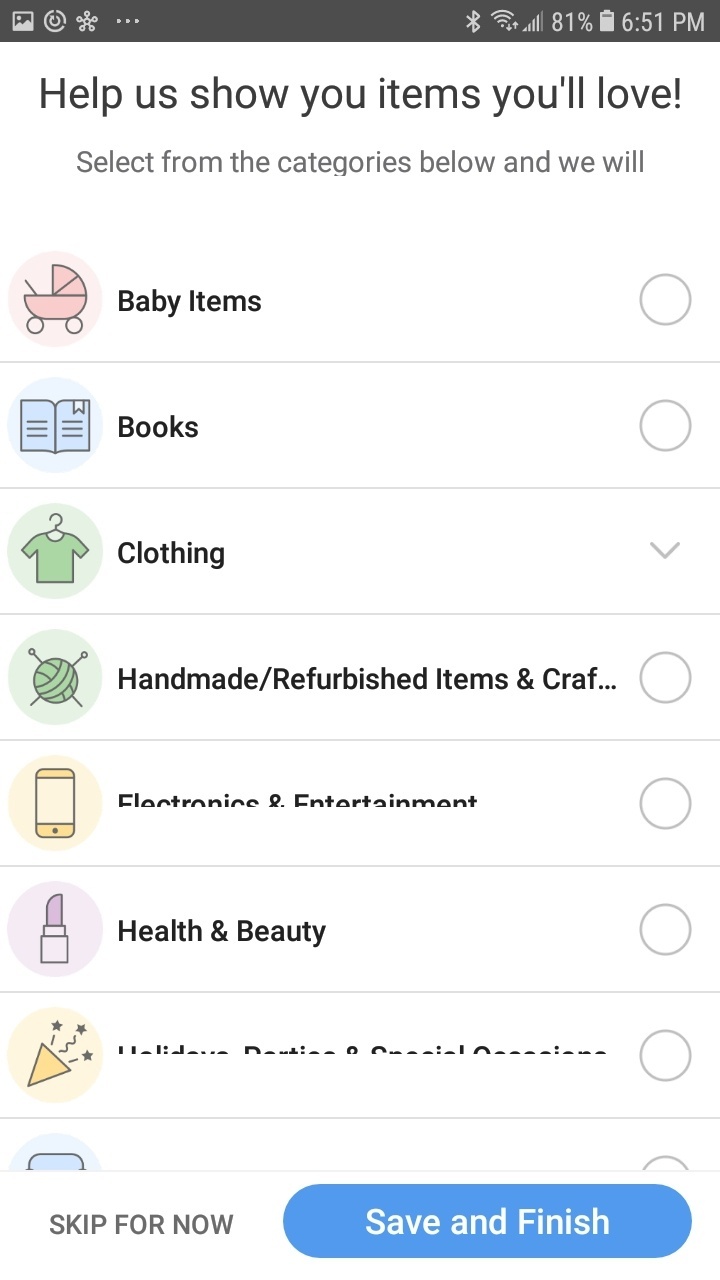 81% 6:51 PM
Help us show you items you'll love!
Select from the categories below and we will
Baby Items
Books
Clothing
Handmade/Refurbished Items & Craf...
Electronics & Entertainment
Health & Beauty
Holidays, Parties & Special Occasions
SKIP FOR NOW
Save and Finish